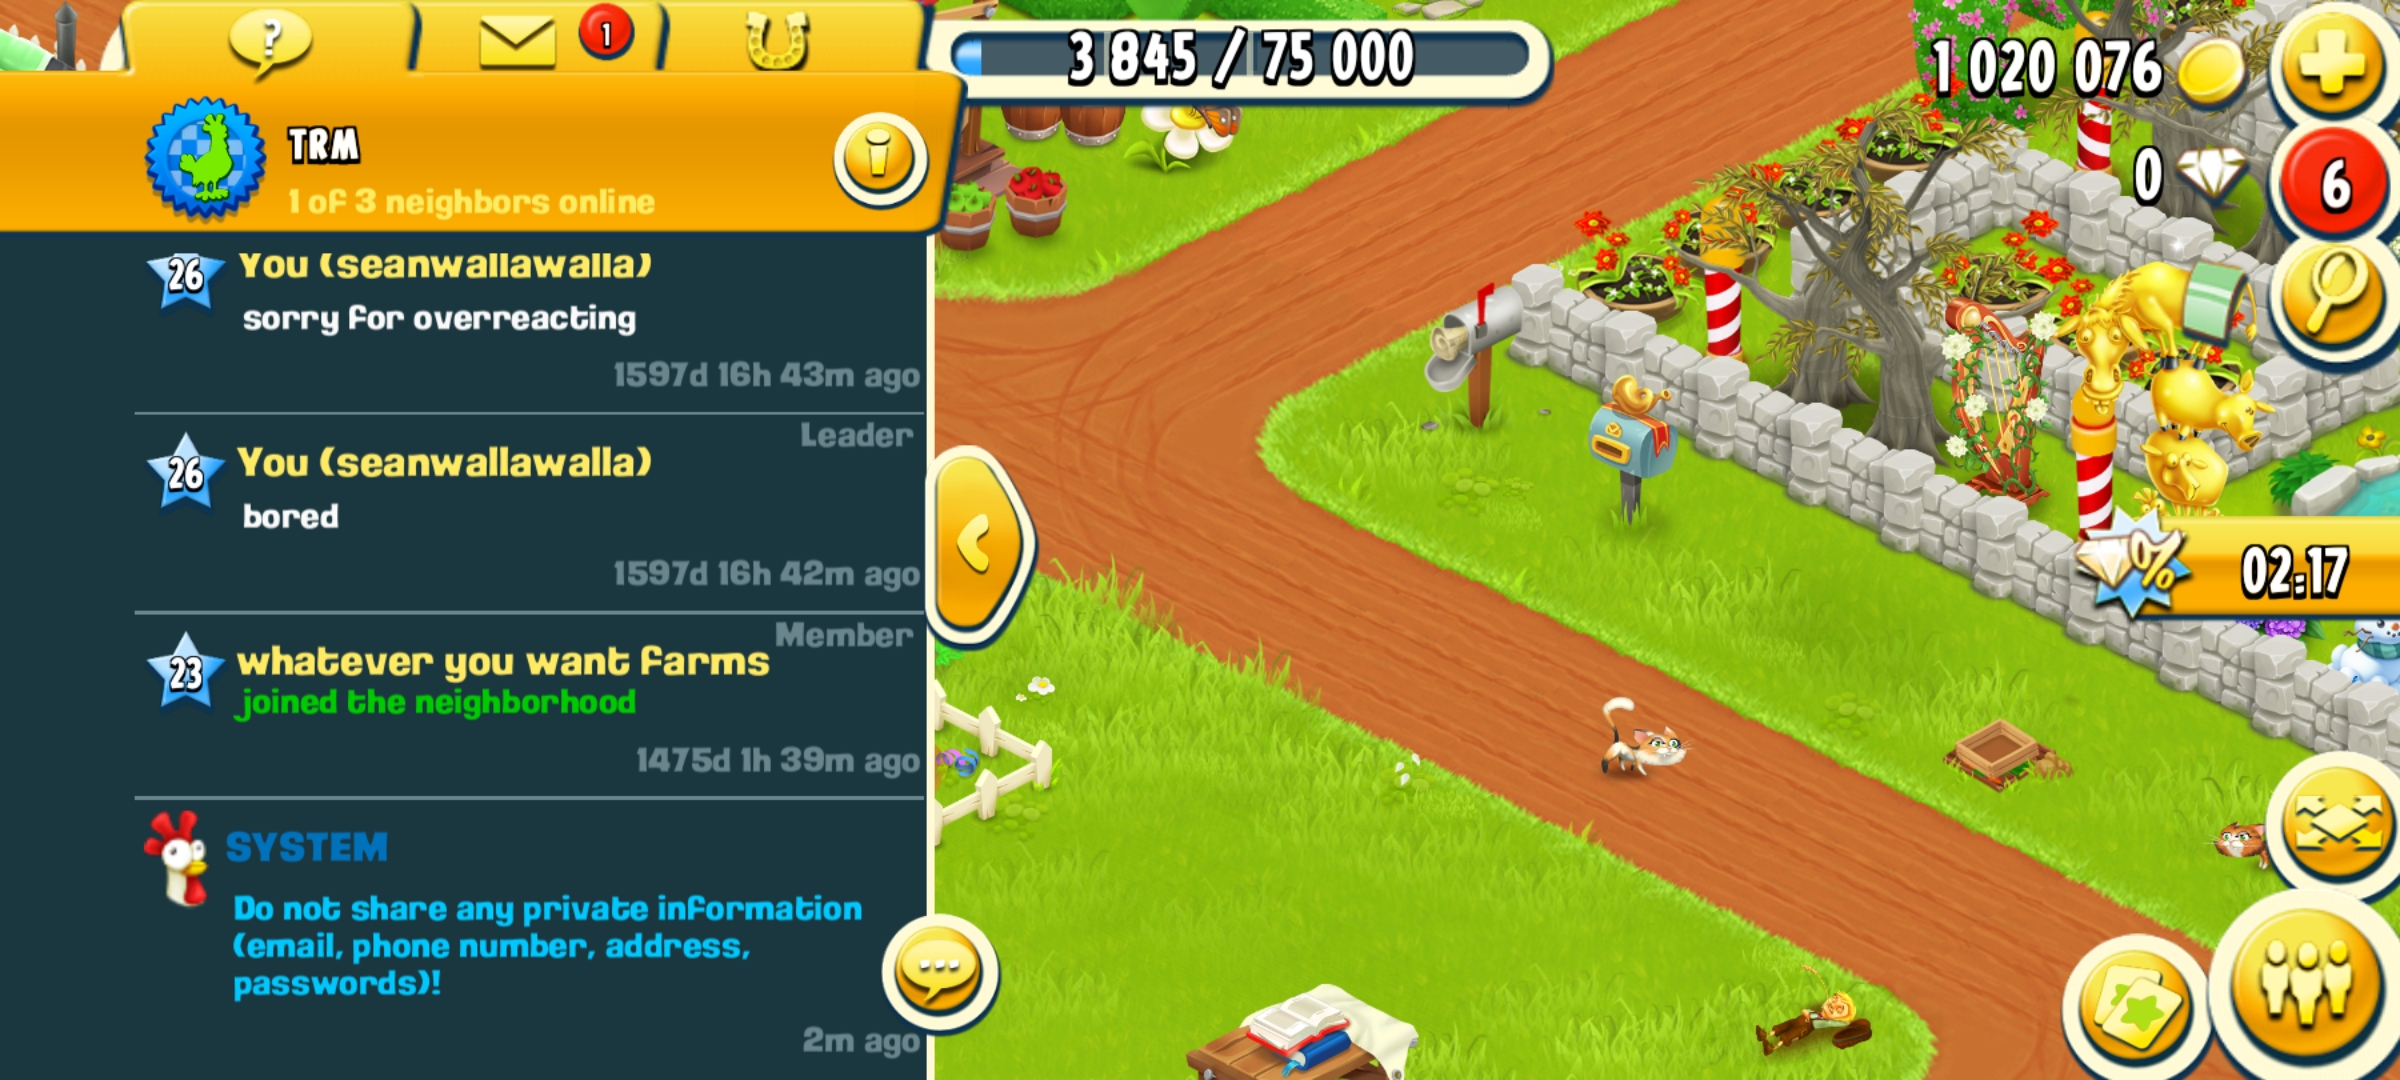 ?
1
3 845 / 75 000
1 020 076
TRM
1 of 3 neighbors online
i
0
6
26
You (seanwallawalla)
sorry for overreacting
1597d 16h 43m ago
Leader
26
You (seanwallawalla)
bored
1597d 16h 42m ago
%
02:17
Member
23
whatever you want farms
joined the neighborhood
1475d 1h 39m ago
SYSTEM
Do not share any private information
(email, phone number, address,
passwords)!
2m ago